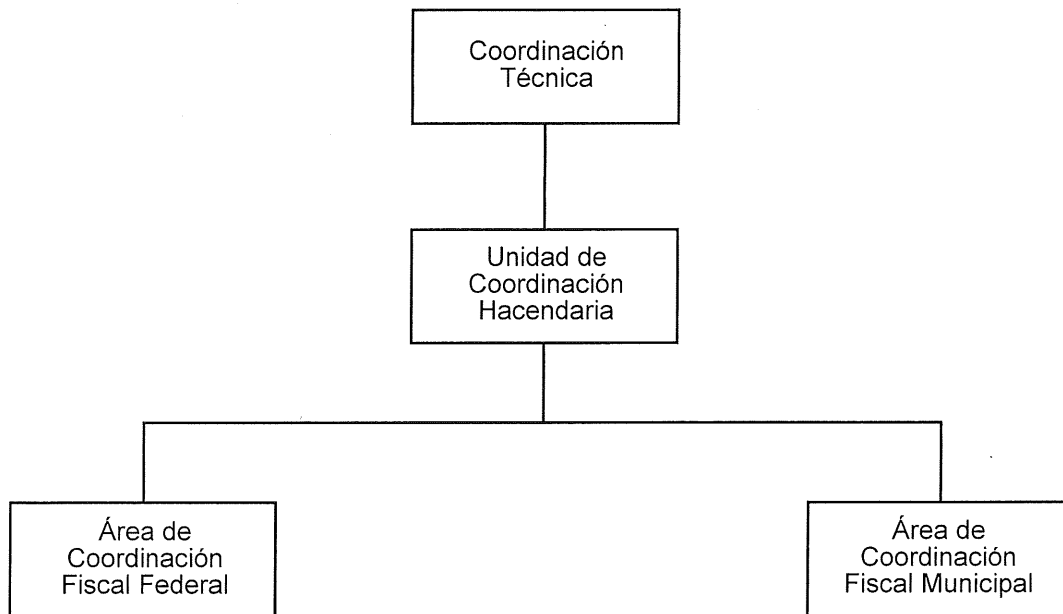 Coordinación
Técnica
Unidad de
Coordinación
Hacendaria
Área de
Coordinación
Fiscal Federal
Área de
Coordinación
Fiscal Municipal